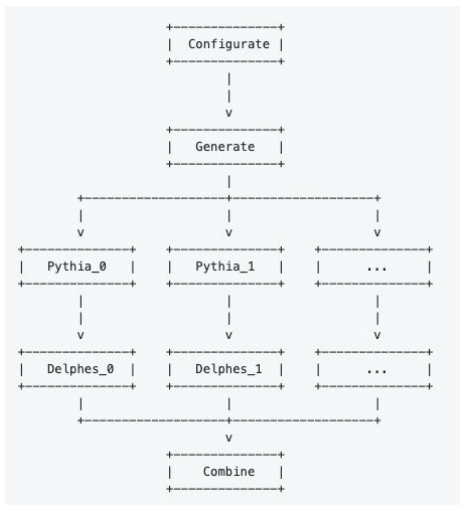 Configurate
Generate
Pythia_0 Pythia_1 ...
Delphes_0 Delphes_1 ...
Combine